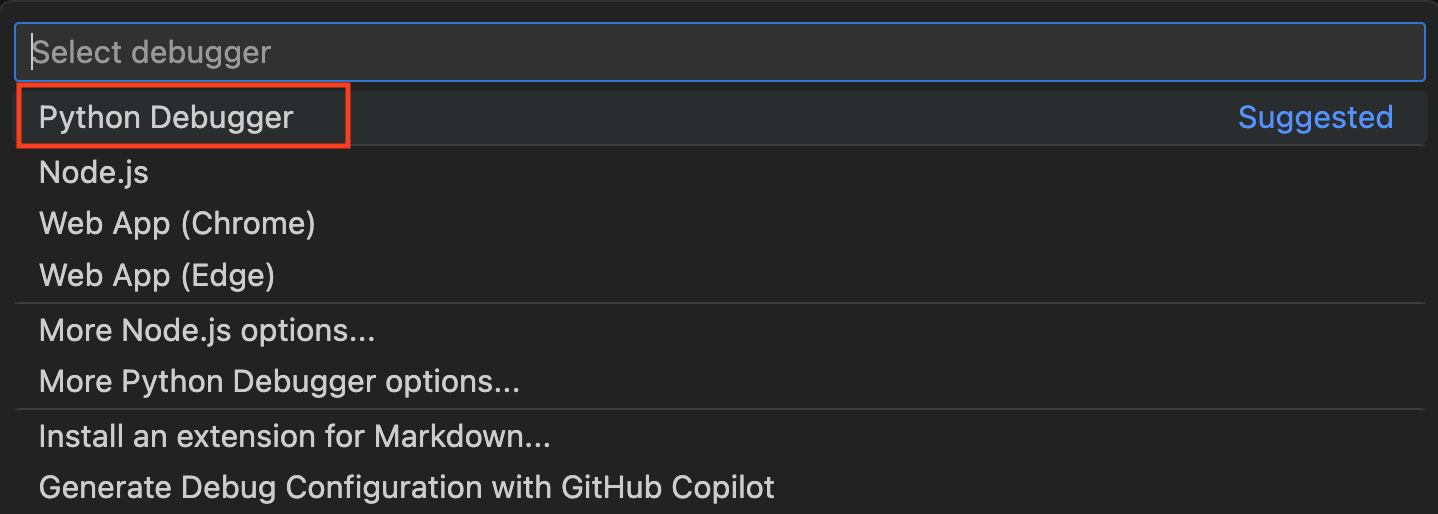 Select debugger
Python Debugger Suggested
Node.js
Web App (Chrome)
Web App (Edge)
More Node.js options...
More Python Debugger options...
Install an extension for Markdown...
Generate Debug Configuration with GitHub Copilot